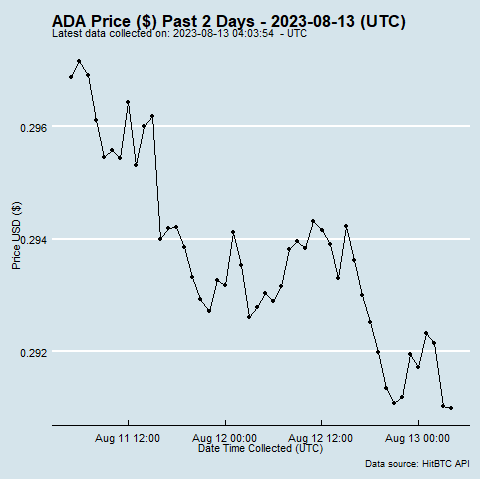 ADA Price ($) Past 2 Days - 2023-08-13 (UTC)
Latest data collected on: 2023-08-13 04:03:54 - UTC
0.296
0.294
0.292
Price USD ($)
Aug 11 12:00 Aug 12 00:00 Aug 12 12:00 Aug 13 00:00
Date Time Collected (UTC)
Data source: HitBTC API